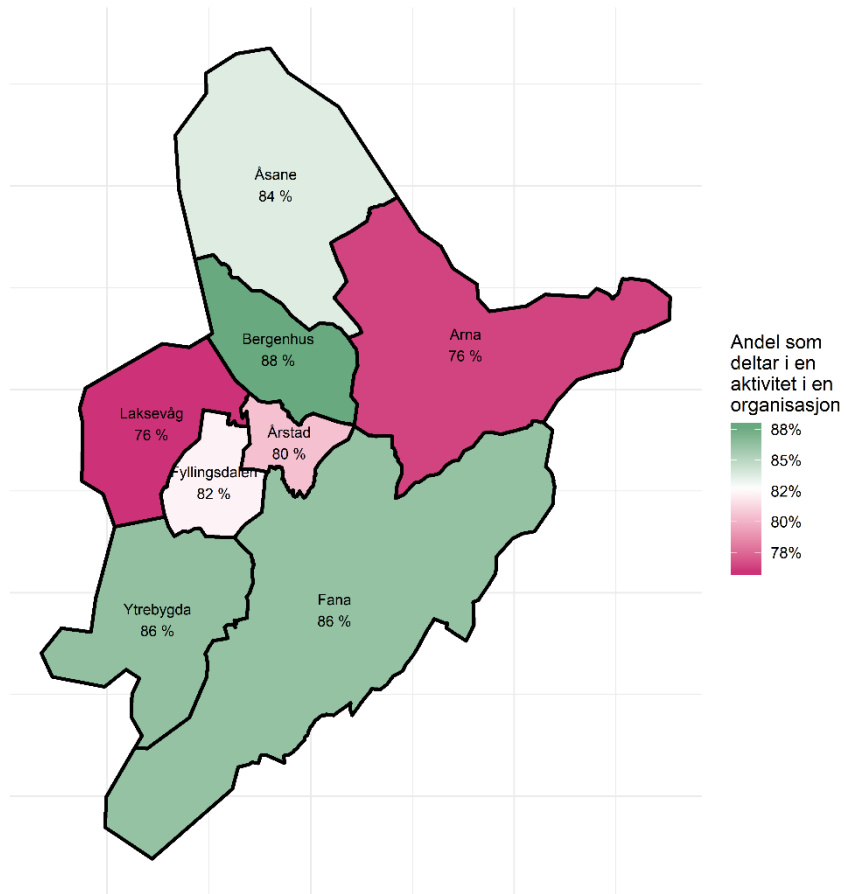 Åsane
84 %
Bergenhus
88 %
Arna
76 %
Laksevåg
76 %
Årstad
80 %
Fyllingsdalen
82 %
Ytrebygda
86 %
Fana
86 %
Andel som
deltar i en
aktivitet i en
organisasjon
88%
85%
82%
80%
78%